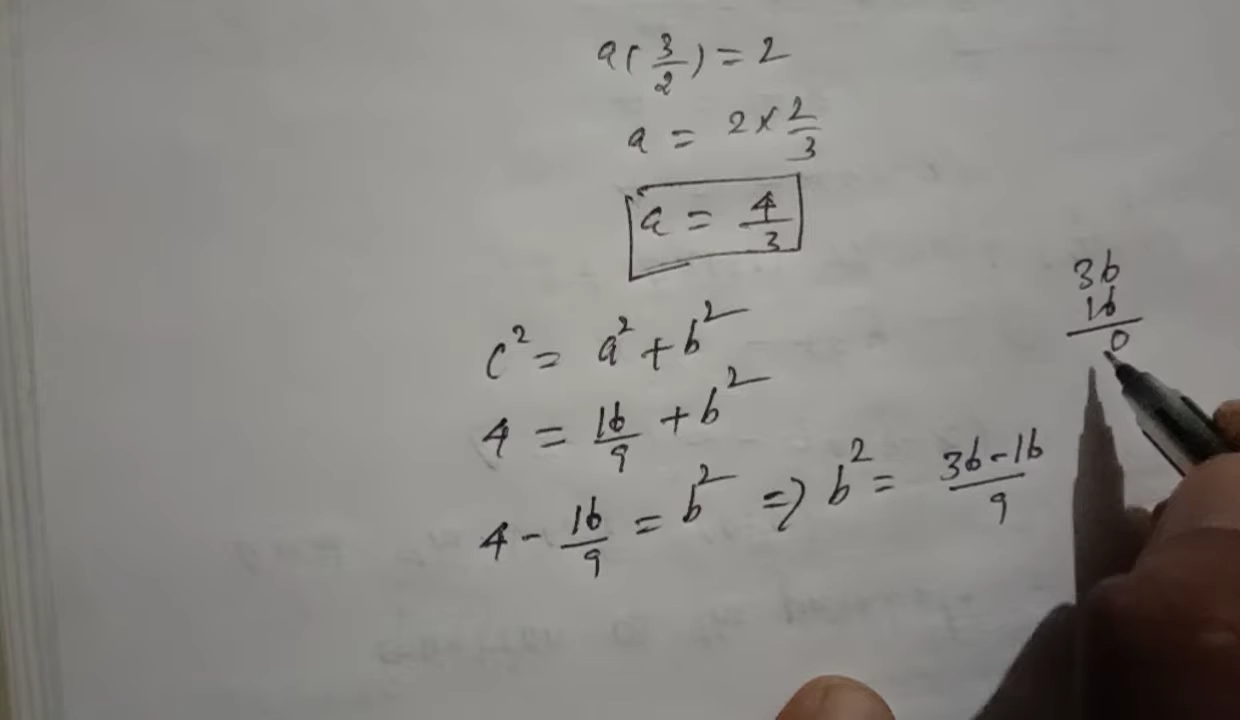 a(3/2) = 2
a = 2 × 2/3
a = 4/3
c² = a² + b²
4 = 16/9 + b²
4 - 16/9 = b² ⇒ b² = 36-16/9
36
16
0